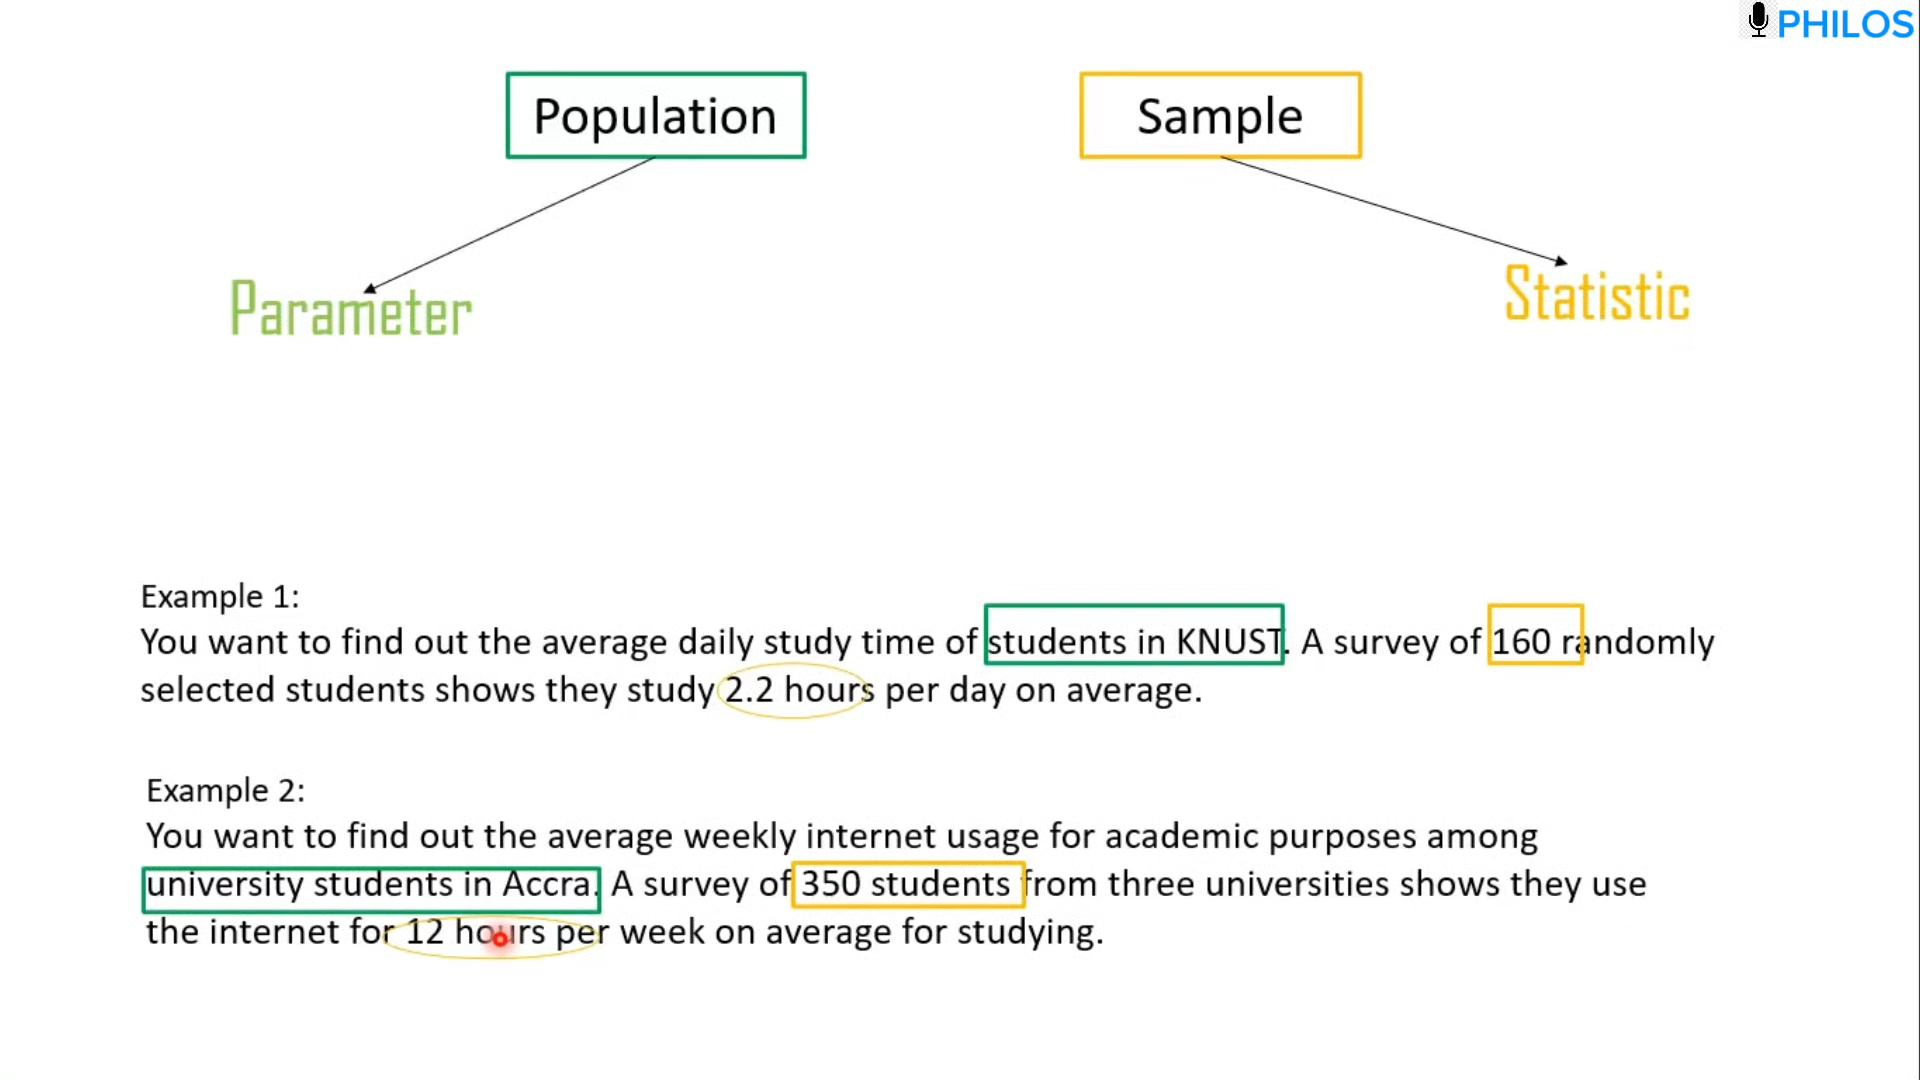 PHILOS
Population
Sample
Parameter
Statistic
Example 1:
You want to find out the average daily study time of students in KNUST. A survey of 160 randomly
selected students shows they study 2.2 hours per day on average.
Example 2:
You want to find out the average weekly internet usage for academic purposes among
university students in Accra. A survey of 350 students from three universities shows they use
the internet for 12 hours per week on average for studying.